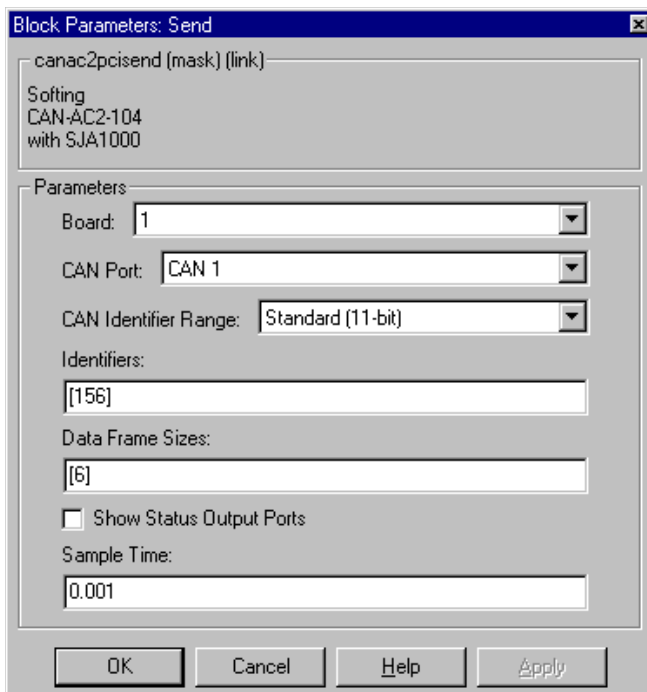 Block Parameters: Send
canac2pcisend (mask) (link)
Softing
CAN-AC2-104
with SJA1000
Parameters
Board: 1
CAN Port: CAN 1
CAN Identifier Range: Standard (11-bit)
Identifiers:
[156]
Data Frame Sizes:
[6]
Show Status Output Ports
Sample Time:
0.001
OK Cancel Help Apply